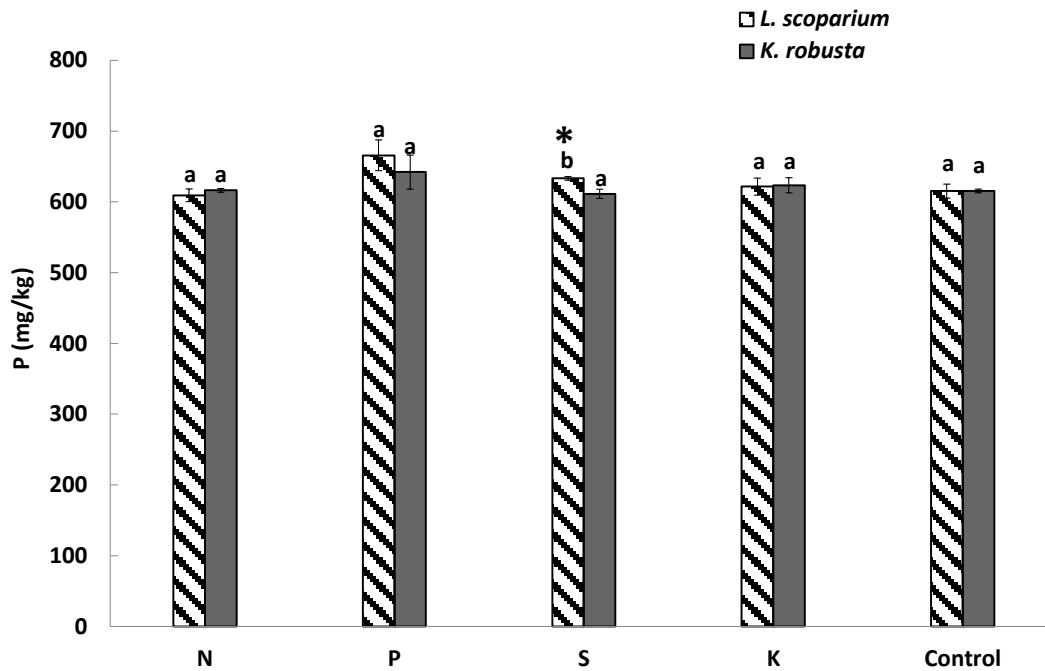 L. scoparium
K. robusta
800
700
600
500
400
300
200
100
0
P (mg/kg)
a a
a a
*
b a
a a
a a
N P S K Control